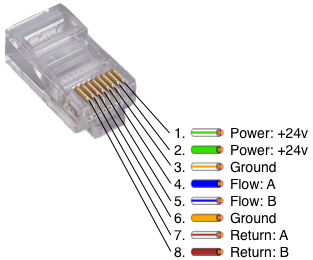 1. Power: +24v
2. Power: +24v
3. Ground
4. Flow: A
5. Flow: B
6. Ground
7. Return: A
8. Return: B